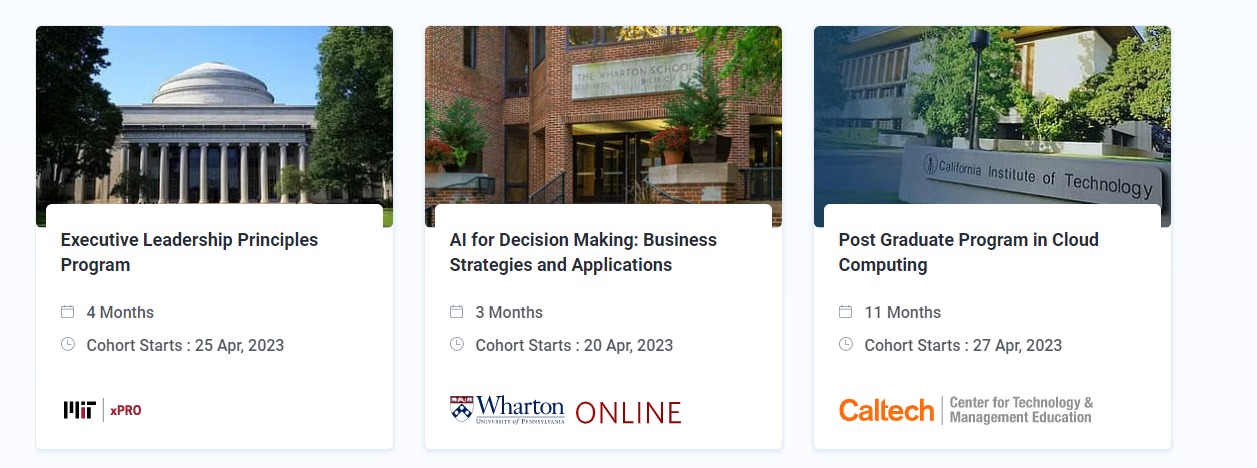 THE WHARTON SCHOOL
California Institute of Technology
Executive Leadership Principles
Program
4 Months
Cohort Starts : 25 Apr, 2023
MIT xPRO
AI for Decision Making: Business
Strategies and Applications
3 Months
Cohort Starts : 20 Apr, 2023
Wharton ONLINE
UNIVERSITY of PENNSYLVANIA
Post Graduate Program in Cloud
Computing
11 Months
Cohort Starts : 27 Apr, 2023
Caltech
Center for Technology &
Management Education